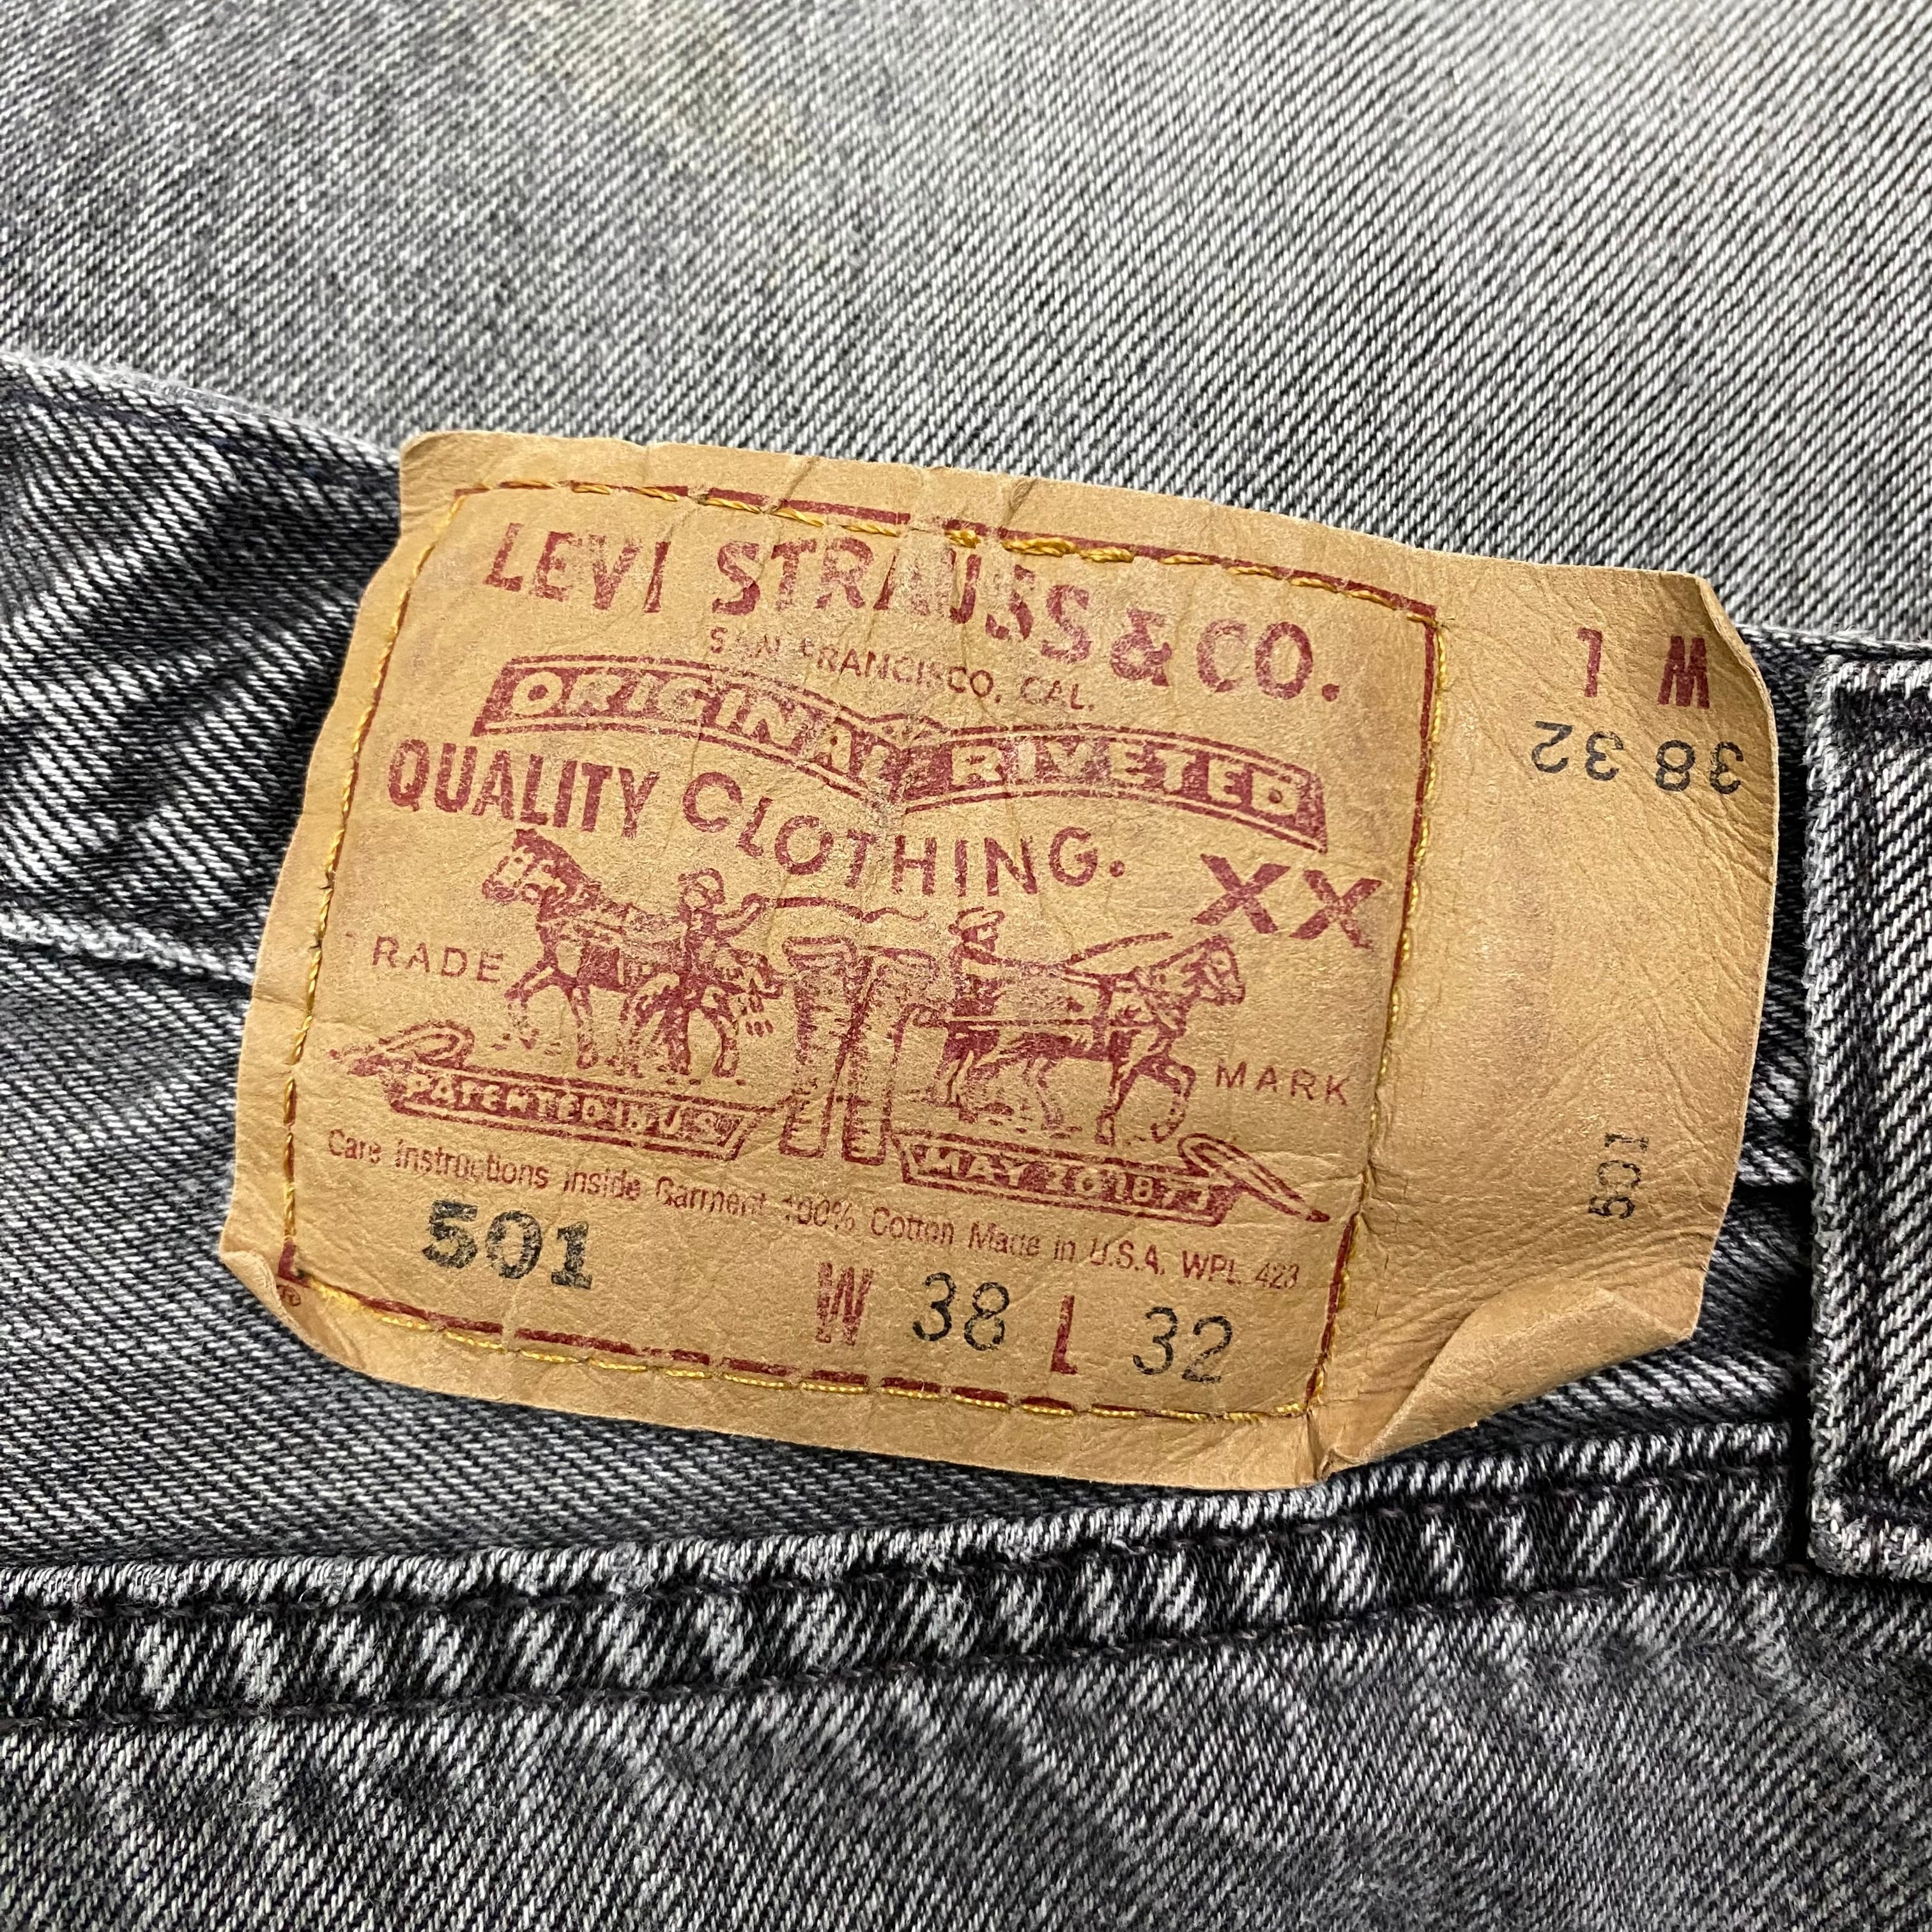 LEVI STRAUSS & CO.
SAN FRANCISCO, CAL.
ORIGINAL RIVETED
QUALITY CLOTHING.
XX
TRADE MARK
PATENTED IN U.S.
MAY 20 1873
Care Instructions Inside Garment 100% Cotton Made in U.S.A. WPL 423
501 W 38 L 32
L
®
W L
38 32
501